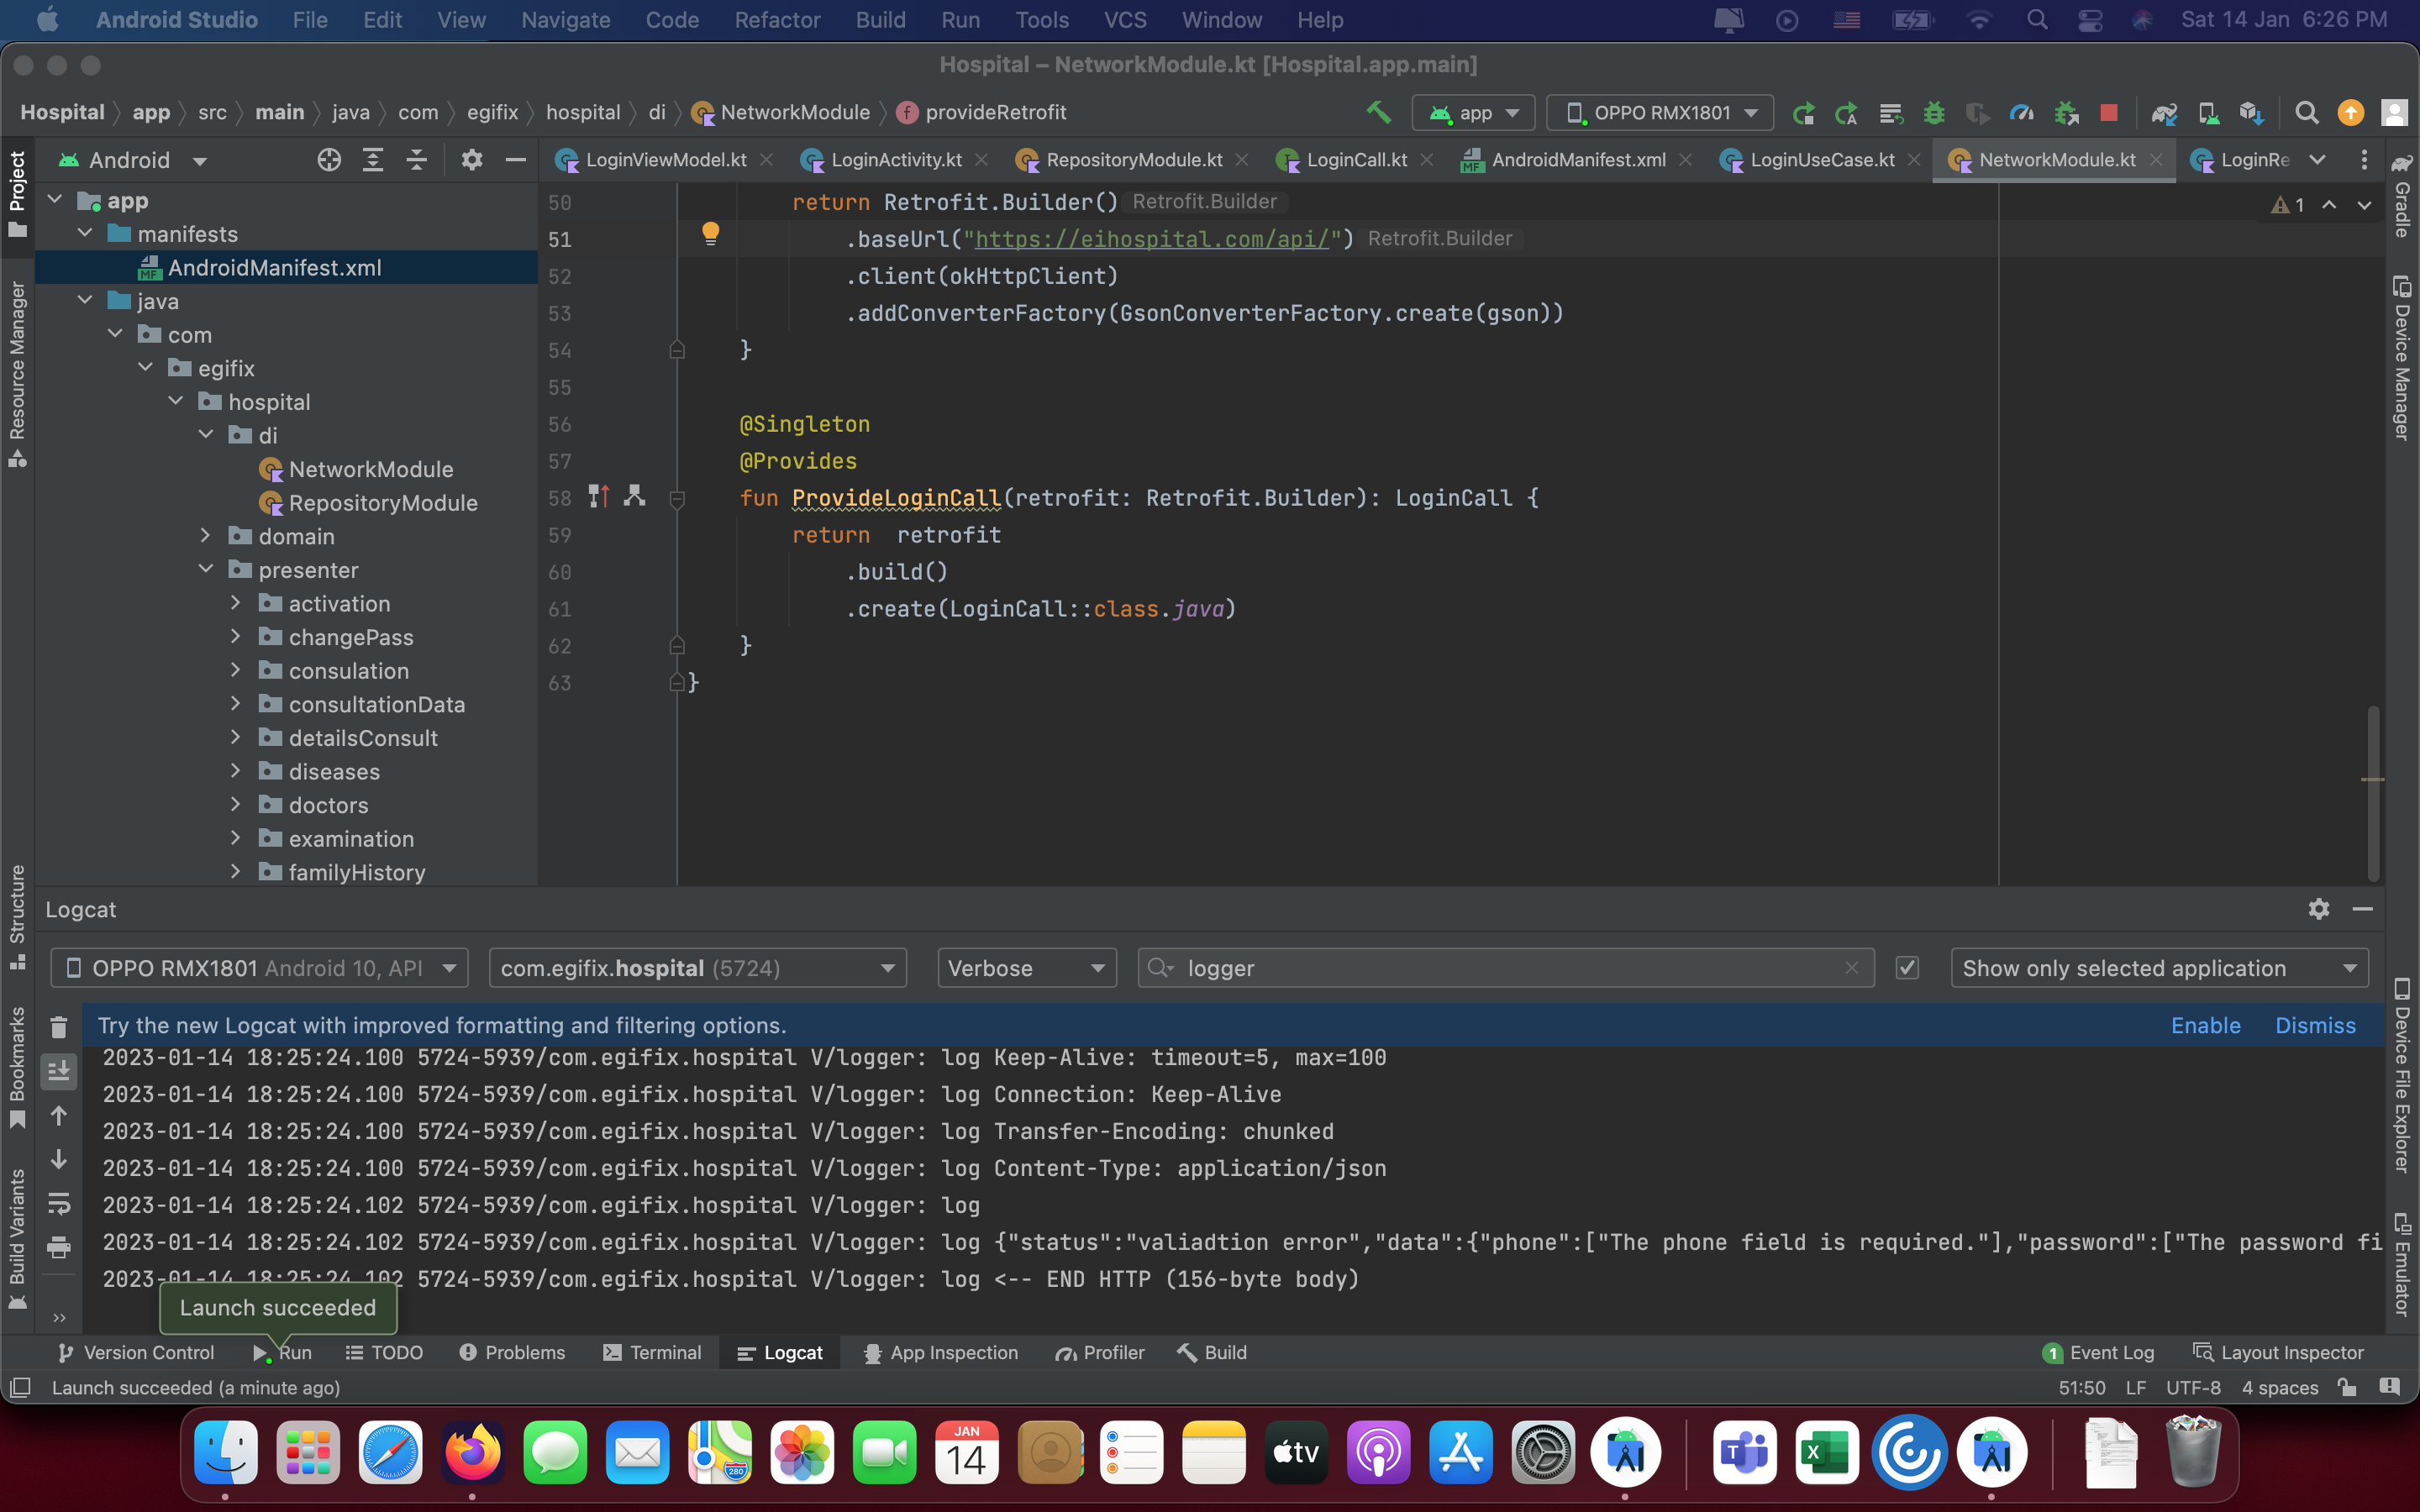 Android Studio File Edit View Navigate Code Refactor Build Run Tools VCS Window Help Sat 14 Jan 6:26 PM
Hospital – NetworkModule.kt [Hospital.app.main]
Hospital app src main java com egifix hospital di NetworkModule provideRetrofit app OPPO RMX1801
Android LoginViewModel.kt LoginActivity.kt RepositoryModule.kt LoginCall.kt AndroidManifest.xml LoginUseCase.kt NetworkModule.kt LoginRe
Project
Resource Manager
Structure
Bookmarks
Build Variants
app
manifests
AndroidManifest.xml
java
com
egifix
hospital
di
NetworkModule
RepositoryModule
domain
presenter
activation
changePass
consulation
consultationData
detailsConsult
diseases
doctors
examination
familyHistory
50 return Retrofit.Builder() Retrofit.Builder
51 .baseUrl("https://eihospital.com/api/") Retrofit.Builder
52 .client(okHttpClient)
53 .addConverterFactory(GsonConverterFactory.create(gson))
54 }
55
56 @Singleton
57 @Provides
58 fun ProvideLoginCall(retrofit: Retrofit.Builder): LoginCall {
59 return retrofit
60 .build()
61 .create(LoginCall::class.java)
62 }
63 }
1
Gradle
Device Manager
Device File Explorer
Emulator
Logcat
OPPO RMX1801 Android 10, API com.egifix.hospital (5724) Verbose logger Show only selected application
Try the new Logcat with improved formatting and filtering options. Enable Dismiss
2023-01-14 18:25:24.100 5724-5939/com.egifix.hospital V/logger: log Keep-Alive: timeout=5, max=100
2023-01-14 18:25:24.100 5724-5939/com.egifix.hospital V/logger: log Connection: Keep-Alive
2023-01-14 18:25:24.100 5724-5939/com.egifix.hospital V/logger: log Transfer-Encoding: chunked
2023-01-14 18:25:24.100 5724-5939/com.egifix.hospital V/logger: log Content-Type: application/json
2023-01-14 18:25:24.102 5724-5939/com.egifix.hospital V/logger: log
2023-01-14 18:25:24.102 5724-5939/com.egifix.hospital V/logger: log {"status":"valiadtion error","data":{"phone":["The phone field is required."],"password":["The password fi
2023-01-14 18:25:24.102 5724-5939/com.egifix.hospital V/logger: log <-- END HTTP (156-byte body)
Launch succeeded
Version Control Run TODO Problems Terminal Logcat App Inspection Profiler Build 1 Event Log Layout Inspector
Launch succeeded (a minute ago) 51:50 LF UTF-8 4 spaces
JAN
14
280
tv
T
X